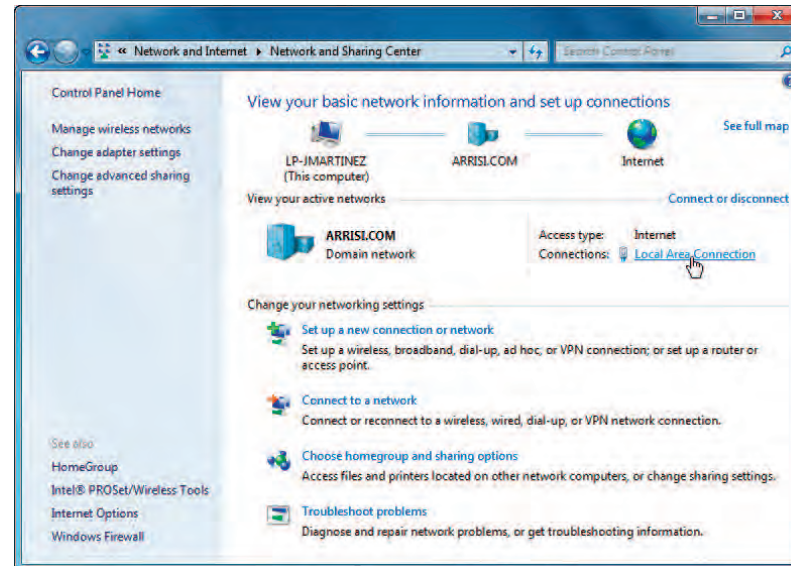 « Network and Internet ▸ Network and Sharing Center
Search Control Panel
Control Panel Home
Manage wireless networks
Change adapter settings
Change advanced sharing
settings
See also
HomeGroup
Intel® PROSet/Wireless Tools
Internet Options
Windows Firewall
View your basic network information and set up connections
See full map
LP-JMARTINEZ
(This computer)
ARRISI.COM
Internet
View your active networks
Connect or disconnect
ARRISI.COM
Domain network
Access type: Internet
Connections: Local Area Connection
Change your networking settings
Set up a new connection or network
Set up a wireless, broadband, dial-up, ad hoc, or VPN connection; or set up a router or
access point.
Connect to a network
Connect or reconnect to a wireless, wired, dial-up, or VPN network connection.
Choose homegroup and sharing options
Access files and printers located on other network computers, or change sharing settings.
Troubleshoot problems
Diagnose and repair network problems, or get troubleshooting information.